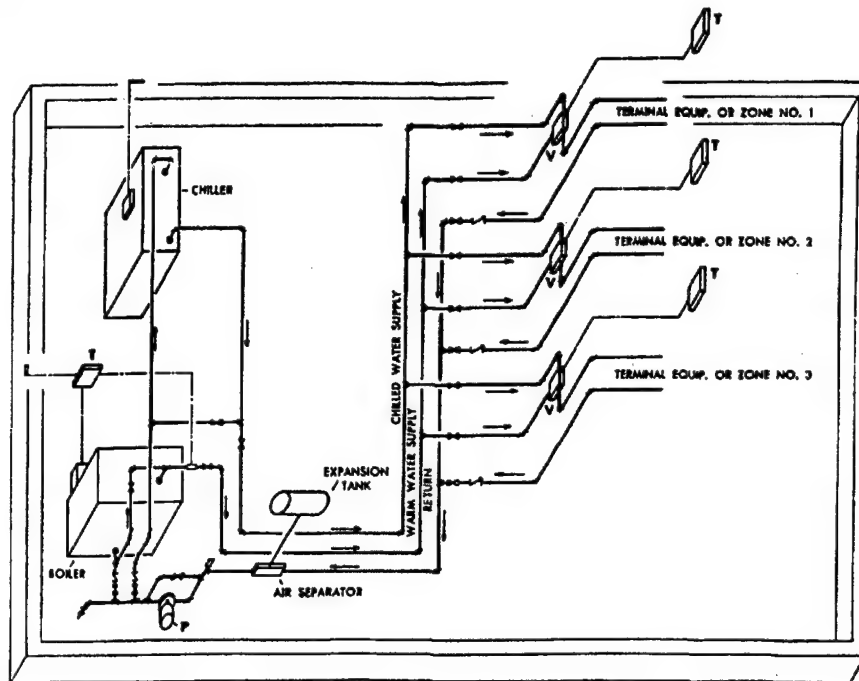 T
TERMINAL EQUIP. OR ZONE NO. 1
V
T
CHILLER
TERMINAL EQUIP. OR ZONE NO. 2
V
T
T
TERMINAL EQUIP. OR ZONE NO. 3
V
CHILLED WATER SUPPLY
WARM WATER SUPPLY
RETURN
EXPANSION
TANK
BOILER
AIR SEPARATOR
P